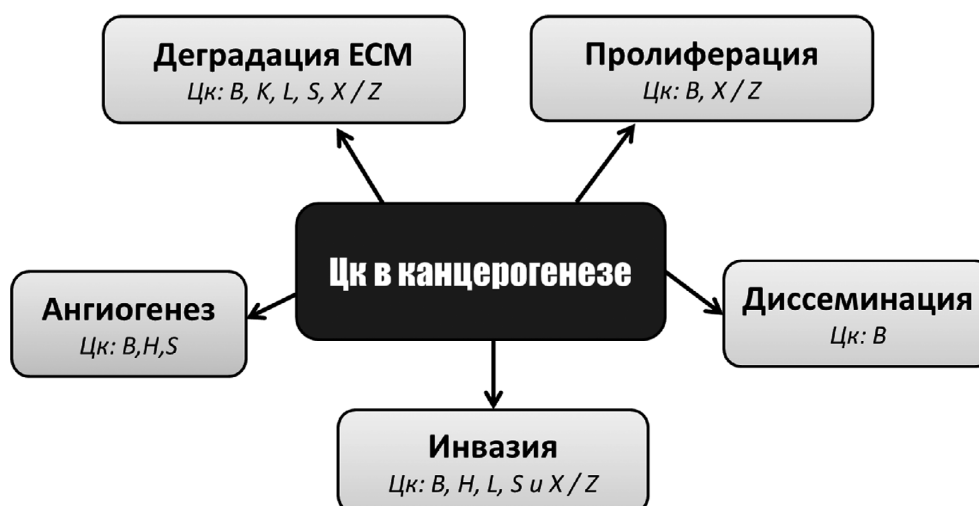 Деградация ECM
Цк: B, K, L, S, X / Z
Пролиферация
Цк: B, X / Z
Цк в канцерогенезе
Ангиогенез
Цк: B,H,S
Диссеминация
Цк: B
Инвазия
Цк: B, H, L, S и X / Z